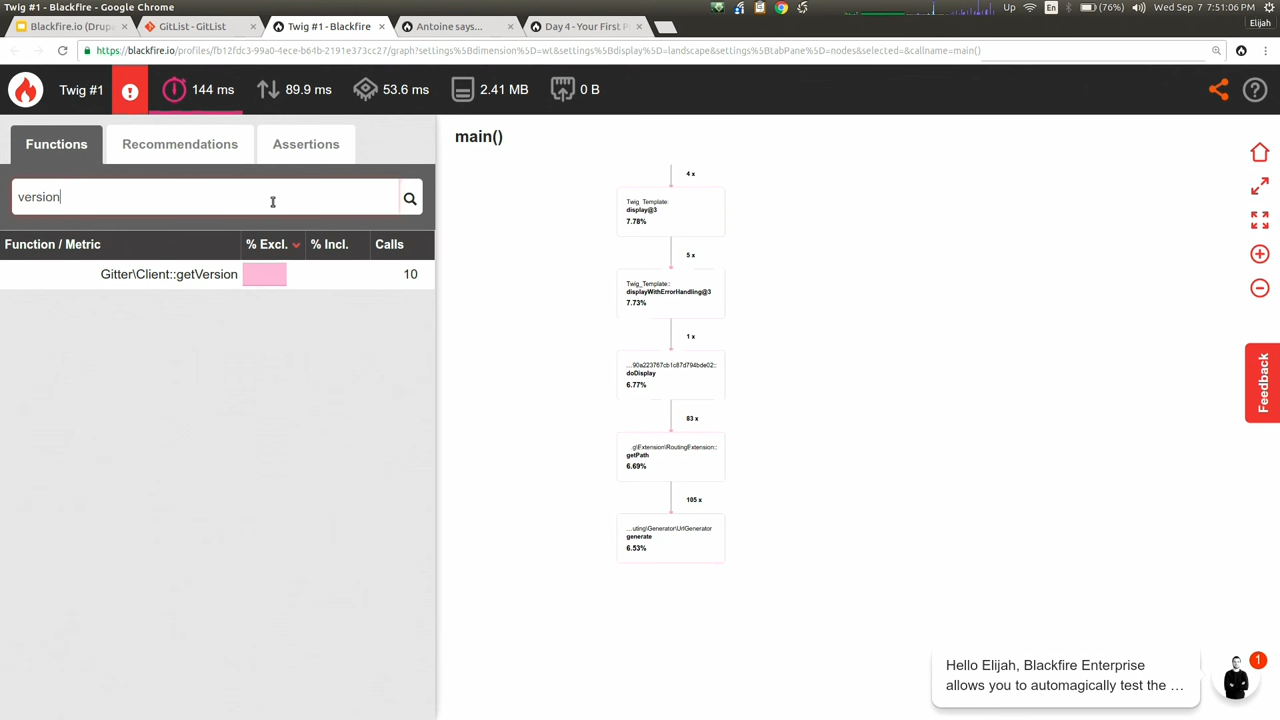 Twig #1 - Blackfire - Google Chrome
Up
En
(76%)
Wed Sep 7 7:51:06 PM
Blackfire.io (Drup
GitList - GitList
Twig #1 - Blackfire
Antoine says...
Day 4 - Your First P
Elijah
https://blackfire.io/profiles/fb12fdc3-99a0-4ece-b64b-2191e373cc27/graph?settings%5Bdimension%5D=wt&settings%5Bdisplay%5D=landscape&settings%5BtabPane%5D=nodes&selected=&callname=main()
Twig #1
144 ms
89.9 ms
53.6 ms
2.41 MB
0 B
Functions
Recommendations
Assertions
version
Function / Metric
% Excl.
% Incl.
Calls
Gitter\Client::getVersion
10
main()
4 x
Twig_Template:
display@3
7.78%
5 x
Twig_Template::
displayWithErrorHandling@3
7.73%
1 x
...90a223767cb1c87d794bde02::
doDisplay
6.77%
83 x
g\Extension\RoutingExtension::
getPath
6.69%
105 x
...uting\Generator\UrlGenerator
generate
6.53%
Feedback
Hello Elijah, Blackfire Enterprise
allows you to automagically test the ...
1